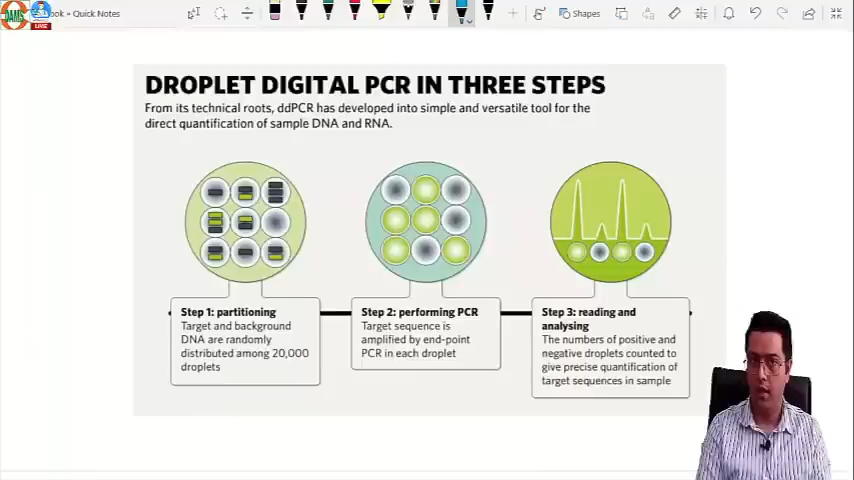 DAMS
LIVE
ook » Quick Notes
Shapes
DROPLET DIGITAL PCR IN THREE STEPS
From its technical roots, ddPCR has developed into simple and versatile tool for the
direct quantification of sample DNA and RNA.
Step 1: partitioning
Target and background
DNA are randomly
distributed among 20,000
droplets
Step 2: performing PCR
Target sequence is
amplified by end-point
PCR in each droplet
Step 3: reading and
analysing
The numbers of positive and
negative droplets counted to
give precise quantification of
target sequences in sample